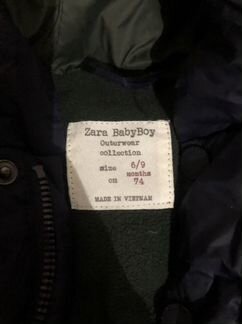 Zara BabyBoy
Outerwear
collection
size 6/9 months
cm 74
MADE IN VIETNAM